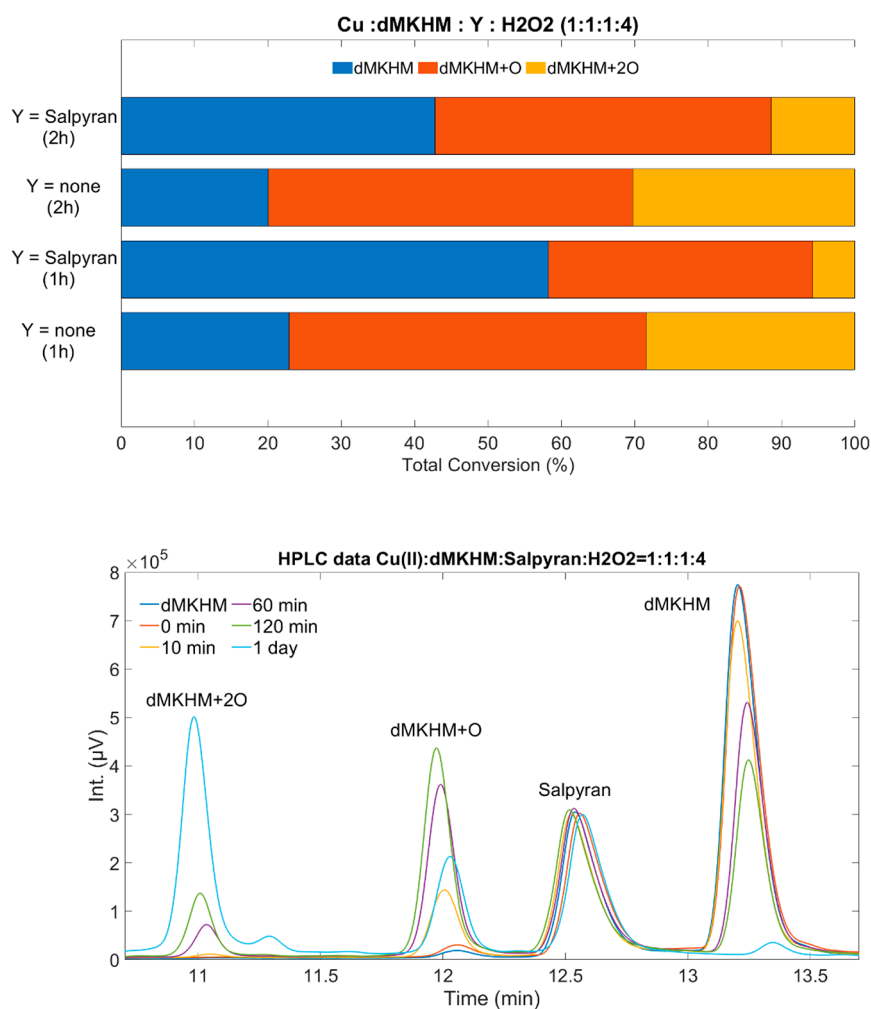 Cu :dMKHM : Y : H2O2 (1:1:1:4)
dMKHM dMKHM+O dMKHM+2O
Y = Salpyran
(2h)
Y = none
(2h)
Y = Salpyran
(1h)
Y = none
(1h)
0 10 20 30 40 50 60 70 80 90 100
Total Conversion (%)
HPLC data Cu(II):dMKHM:Salpyran:H2O2=1:1:1:4
×10⁵
8
7
6
5
4
3
2
1
0
Int. (µV)
dMKHM 60 min
0 min 120 min
10 min 1 day
dMKHM+2O
dMKHM+O
Salpyran
dMKHM
11 11.5 12 12.5 13 13.5
Time (min)